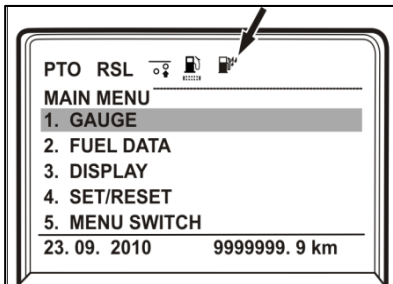 PTO RSL
MAIN MENU
1. GAUGE
2. FUEL DATA
3. DISPLAY
4. SET/RESET
5. MENU SWITCH
23. 09. 2010 9999999. 9 km